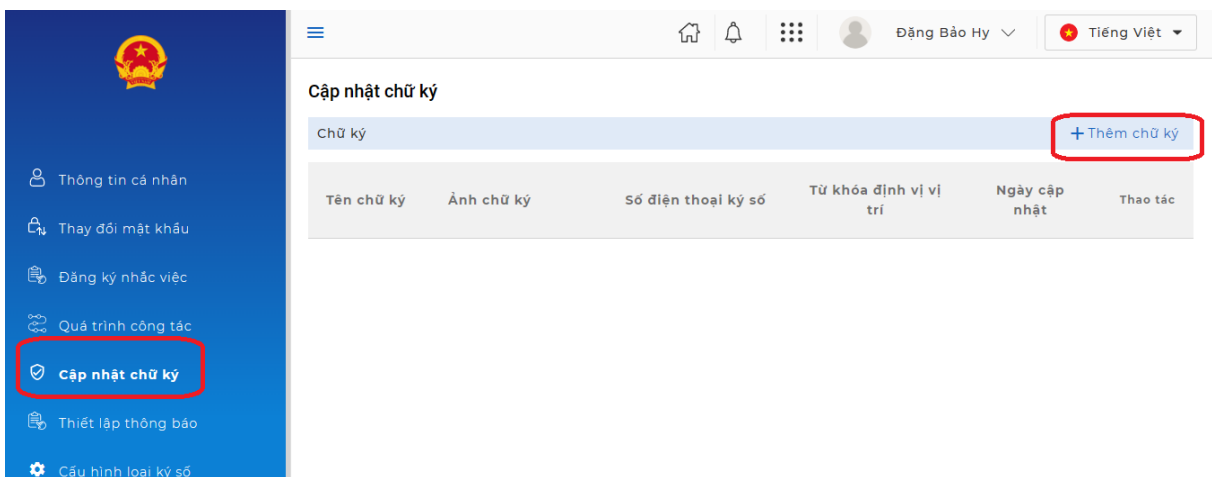 Đặng Bảo Hy
Tiếng Việt
Cập nhật chữ ký
Chữ ký
Thêm chữ ký
Thông tin cá nhân
Thay đổi mật khẩu
Đăng ký nhắc việc
Quá trình công tác
Cập nhật chữ ký
Thiết lập thông báo
Cấu hình loại ký số
Tên chữ ký
Ảnh chữ ký
Số điện thoại ký số
Từ khóa định vị vị
trí
Ngày cập
nhật
Thao tác